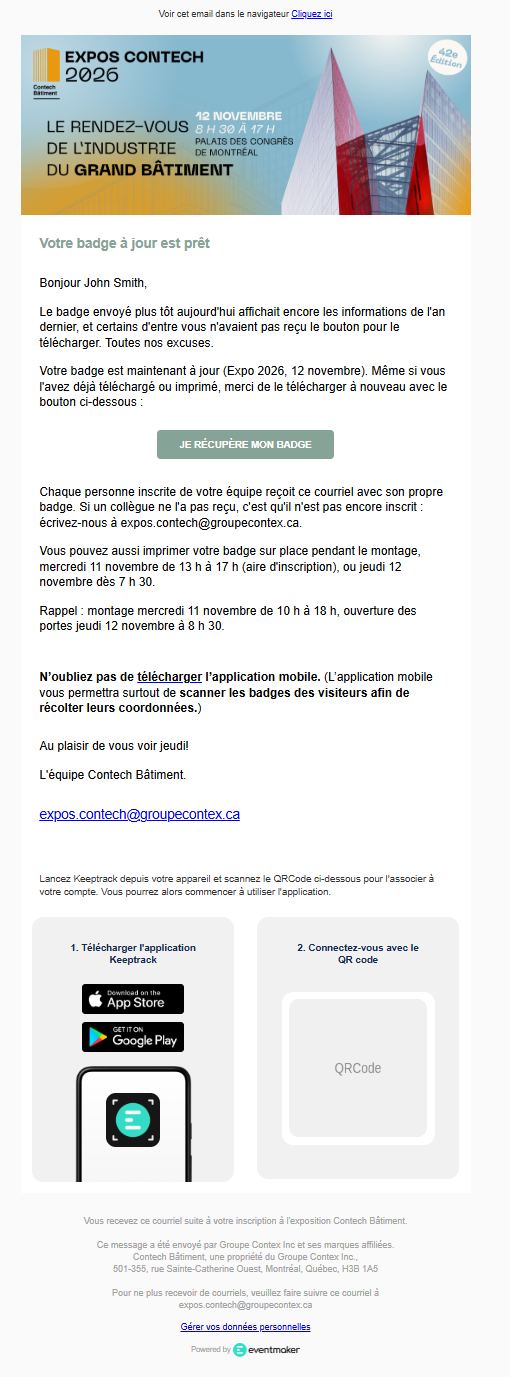 Voir cet email dans le navigateur Cliquez ici
EXPOS CONTECH
2026
Contech
Bâtiment
42e
Édition
LE RENDEZ-VOUS
DE L'INDUSTRIE
DU GRAND BÂTIMENT
12 NOVEMBRE
8 H 30 À 17 H
PALAIS DES CONGRÈS
DE MONTRÉAL
Votre badge à jour est prêt
Bonjour John Smith,
Le badge envoyé plus tôt aujourd'hui affichait encore les informations de l'an
dernier, et certains d'entre vous n'avaient pas reçu le bouton pour le
télécharger. Toutes nos excuses.
Votre badge est maintenant à jour (Expo 2026, 12 novembre). Même si vous
l'avez déjà téléchargé ou imprimé, merci de le télécharger à nouveau avec le
bouton ci-dessous :
JE RÉCUPÈRE MON BADGE
Chaque personne inscrite de votre équipe reçoit ce courriel avec son propre
badge. Si un collègue ne l'a pas reçu, c'est qu'il n'est pas encore inscrit :
écrivez-nous à expos.contech@groupecontex.ca.
Vous pouvez aussi imprimer votre badge sur place pendant le montage,
mercredi 11 novembre de 13 h à 17 h (aire d'inscription), ou jeudi 12
novembre dès 7 h 30.
Rappel : montage mercredi 11 novembre de 10 h à 18 h, ouverture des
portes jeudi 12 novembre à 8 h 30.
N'oubliez pas de télécharger l'application mobile. (L'application mobile
vous permettra surtout de scanner les badges des visiteurs afin de
récolter leurs coordonnées.)
Au plaisir de vous voir jeudi!
L'équipe Contech Bâtiment.
expos.contech@groupecontex.ca
Lancez Keeptrack depuis votre appareil et scannez le QRCode ci-dessous pour l'associer à
votre compte. Vous pourrez alors commencer à utiliser l'application.
1. Télécharger l'application
Keeptrack
Download on the
App Store
GET IT ON
Google Play
2. Connectez-vous avec le
QR code
QRCode
Vous recevez ce courriel suite à votre inscription à l'exposition Contech Bâtiment.
Ce message a été envoyé par Groupe Contex Inc et ses marques affiliées.
Contech Bâtiment, une propriété du Groupe Contex Inc.,
501-355, rue Sainte-Catherine Ouest, Montréal, Québec, H3B 1A5
Pour ne plus recevoir de courriels, veuillez faire suivre ce courriel à
expos.contech@groupecontex.ca
Gérer vos données personnelles
Powered by eventmaker